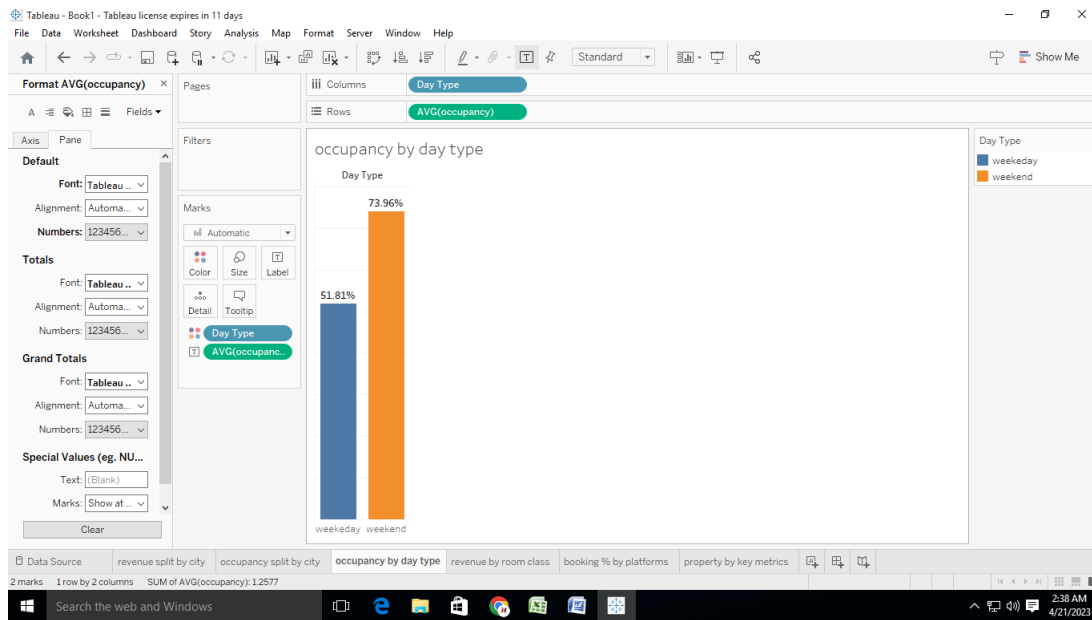 Tableau - Book1 - Tableau license expires in 11 days
File Data Worksheet Dashboard Story Analysis Map Format Server Window Help
Standard
Show Me
Format AVG(occupancy)
Fields
Axis Pane
Default
Font: Tableau ..
Alignment: Automa...
Numbers: 123456...
Totals
Font: Tableau ..
Alignment: Automa...
Numbers: 123456...
Grand Totals
Font: Tableau ..
Alignment: Automa...
Numbers: 123456...
Special Values (eg. NU...
Text: (Blank)
Marks: Show at ..
Clear
Pages
Filters
Marks
Automatic
Color Size Label
Detail Tooltip
Day Type
AVG(occupanc..
Columns Day Type
Rows AVG(occupancy)
occupancy by day type
Day Type
73.96%
51.81%
weekeday weekend
Day Type
weekeday
weekend
Data Source revenue split by city occupancy split by city occupancy by day type revenue by room class booking % by platforms property by key metrics
2 marks 1 row by 2 columns SUM of AVG(occupancy): 1.2577
Search the web and Windows
2:38 AM
4/21/2023